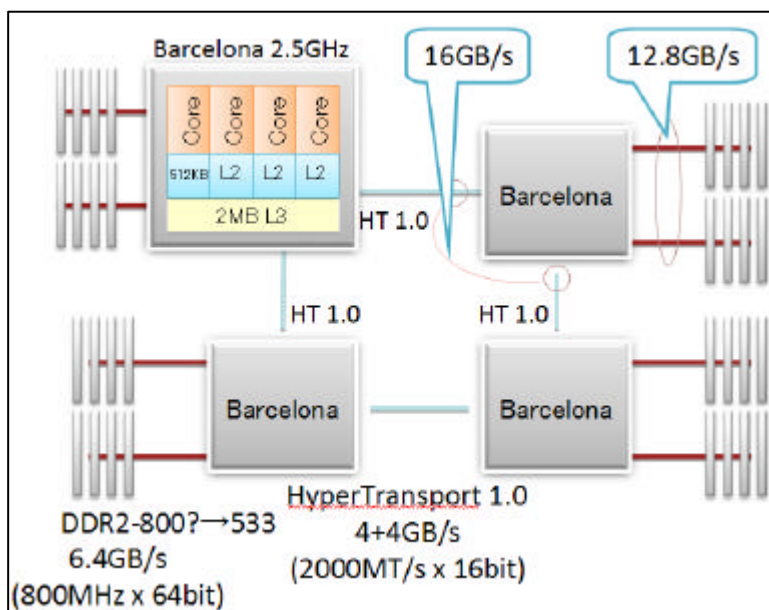 Barcelona 2.5GHz
16GB/s
12.8GB/s
Core
Core
Core
Core
512KB
L2
L2
L2
2MB L3
HT 1.0
Barcelona
HT 1.0
HT 1.0
Barcelona
Barcelona
HyperTransport 1.0
4+4GB/s
(2000MT/s x 16bit)
DDR2-800?→533
6.4GB/s
(800MHz x 64bit)